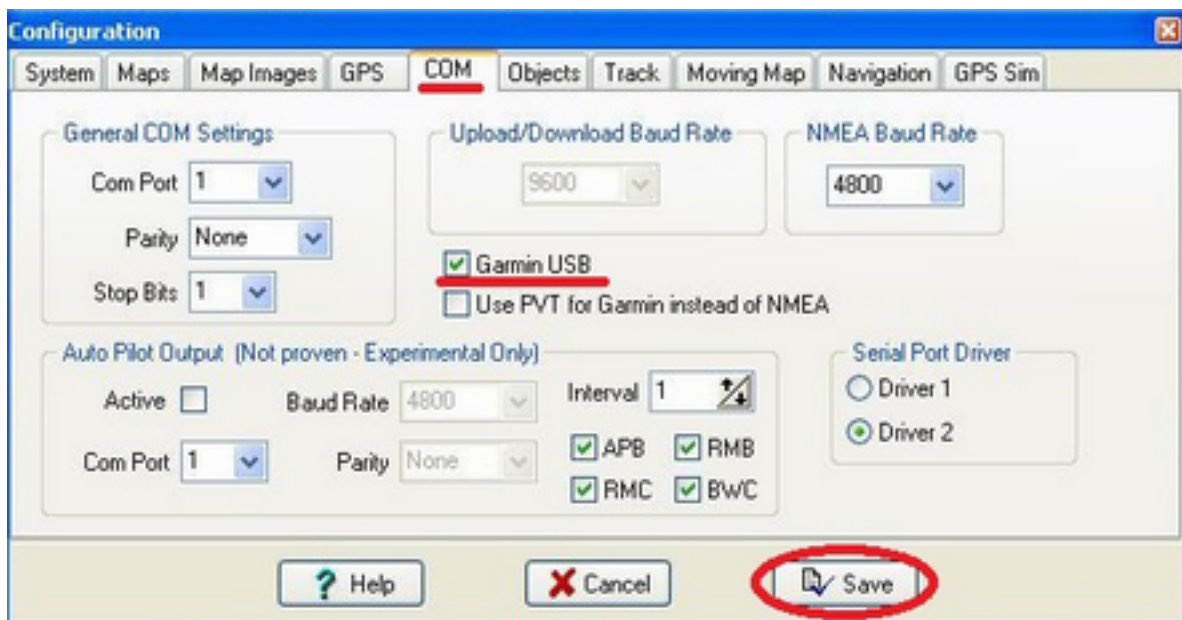 Configuration
System Maps Map Images GPS COM Objects Track Moving Map Navigation GPS Sim
General COM Settings
Com Port 1
Parity None
Stop Bits 1
Upload/Download Baud Rate
9600
NMEA Baud Rate
4800
Garmin USB
Use PVT for Garmin instead of NMEA
Auto Pilot Output (Not proven - Experimental Only)
Active Baud Rate 4800 Interval 1
Com Port 1 Parity None
APB RMB
RMC BWC
Serial Port Driver
Driver 1
Driver 2
? Help Cancel Save